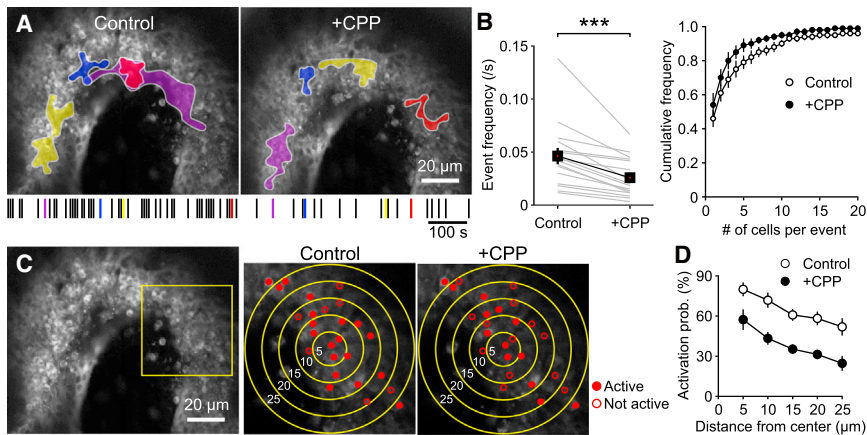 A
Control
+CPP
20 μm
100 s
B
***
Event frequency (/s)
0.15
0.10
0.05
0
Control
+CPP
Cumulative frequency
1.0
0.8
0.6
0.4
0.2
0
Control
+CPP
0
5
10
15
20
# of cells per event
C
20 μm
Control
5
10
15
20
25
+CPP
5
10
15
20
25
Active
Not active
D
Control
+CPP
Activation prob. (%)
90
60
30
0
0
5
10
15
20
25
Distance from center (μm)